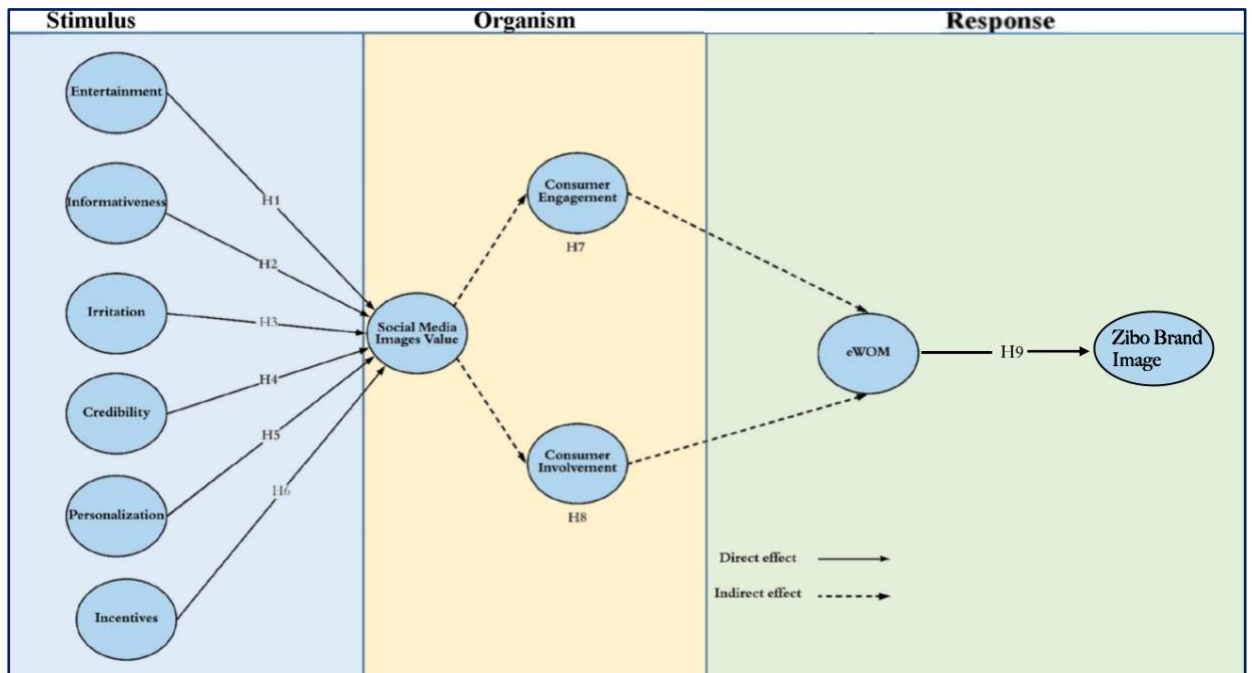 Stimulus
Organism
Response
Entertainment
Informativeness
Irritation
Credibility
Personalization
Incentives
H1
H2
H3
H4
H5
H6
Social Media
Images Value
Consumer
Engagement
H7
Consumer
Involvement
H8
eWOM
H9
Zibo Brand
Image
Direct effect
Indirect effect